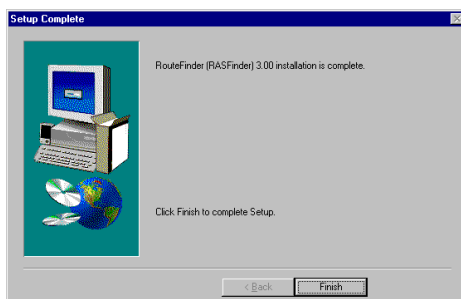 Setup Complete
RouteFinder (RASFinder) 3.00 installation is complete.
Click Finish to complete Setup.
< Back
Finish